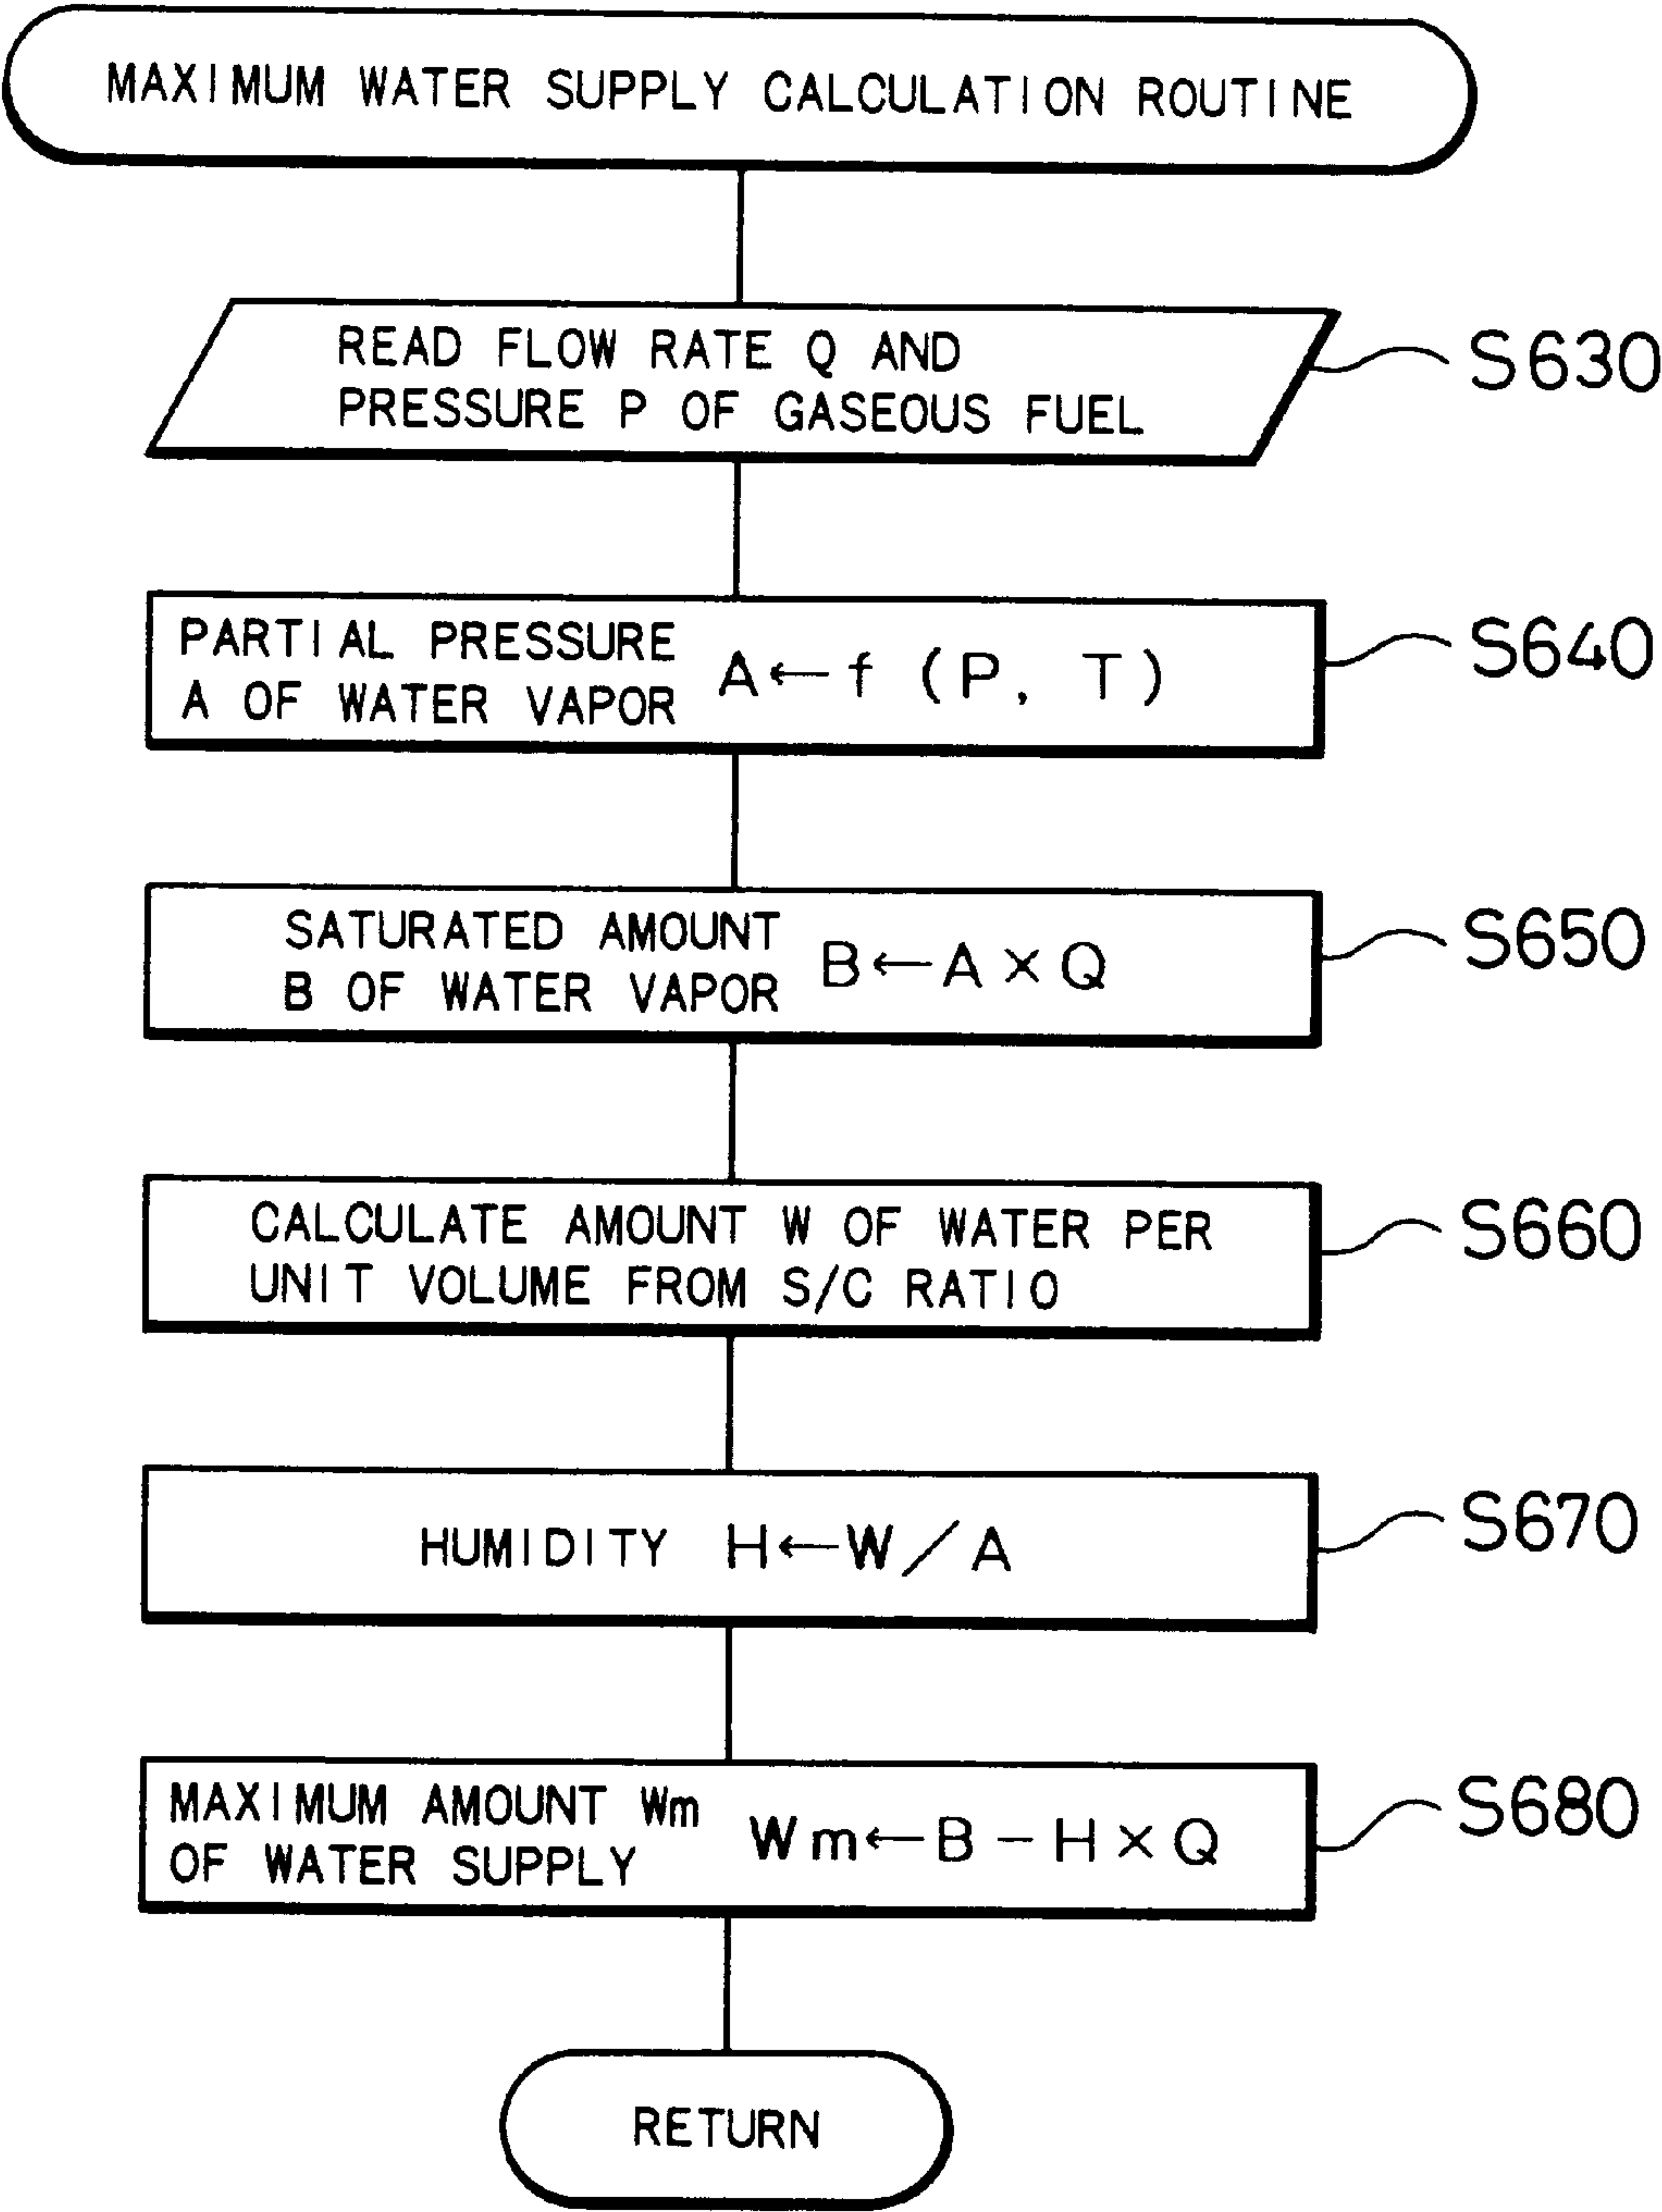 MAXIMUM WATER SUPPLY CALCULATION ROUTINE
READ FLOW RATE Q AND
PRESSURE P OF GASEOUS FUEL
S630
PARTIAL PRESSURE
A OF WATER VAPOR
A←f (P, T)
S640
SATURATED AMOUNT
B OF WATER VAPOR
B←A×Q
S650
CALCULATE AMOUNT W OF WATER PER
UNIT VOLUME FROM S/C RATIO
S660
HUMIDITY H←W/A
S670
MAXIMUM AMOUNT Wm
OF WATER SUPPLY
Wm←B-H×Q
S680
RETURN